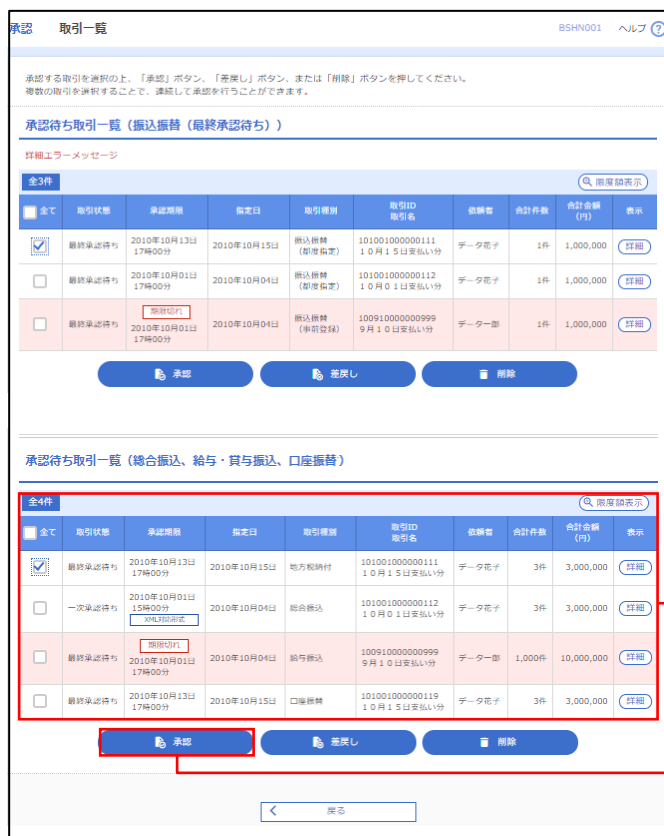 承認　取引一覧 BSHN001 ヘルプ ?
承認する取引を選択の上、「承認」ボタン、「差戻し」ボタン、または「削除」ボタンを押してください。
複数の取引を選択することで、連続して承認を行うことができます。
承認待ち取引一覧（振込振替（最終承認待ち））
詳細エラーメッセージ
全3件 限度額表示
全て 取引状態 承認期限 指定日 取引種別 取引ID 依頼者 合計件数 合計金額 表示
取引名 (円)
最終承認待ち 2010年10月13日 2010年10月15日 振込振替 101001000000111 データ花子 1件 1,000,000 詳細
17時00分 （都度指定） １０月１５日支払い分
最終承認待ち 2010年10月01日 2010年10月04日 振込振替 101001000000112 データ花子 1件 1,000,000 詳細
17時00分 （都度指定） １０月０１日支払い分
期限切れ
最終承認待ち 2010年10月01日 2010年10月04日 振込振替 100910000000999 データ一郎 1件 1,000,000 詳細
17時00分 （事前登録） ９月１０日支払い分
承認 差戻し 削除
承認待ち取引一覧（総合振込、給与・賞与振込、口座振替）
全4件 限度額表示
全て 取引状態 承認期限 指定日 取引種別 取引ID 依頼者 合計件数 合計金額 表示
取引名 (円)
最終承認待ち 2010年10月13日 2010年10月15日 地方税納付 101001000000111 データ花子 3件 3,000,000 詳細
17時00分 １０月１５日支払い分
一次承認待ち 2010年10月01日 2010年10月04日 総合振込 101001000000112 データ花子 3件 3,000,000 詳細
15時00分 １０月０１日支払い分
XML対応形式
期限切れ
最終承認待ち 2010年10月01日 2010年10月04日 給与振込 100910000000999 データ一郎 1,000件 10,000,000 詳細
17時00分 ９月１０日支払い分
最終承認待ち 2010年10月13日 2010年10月15日 口座振替 101001000000119 データ花子 3件 3,000,000 詳細
17時00分 １０月１５日支払い分
承認 差戻し 削除
戻る